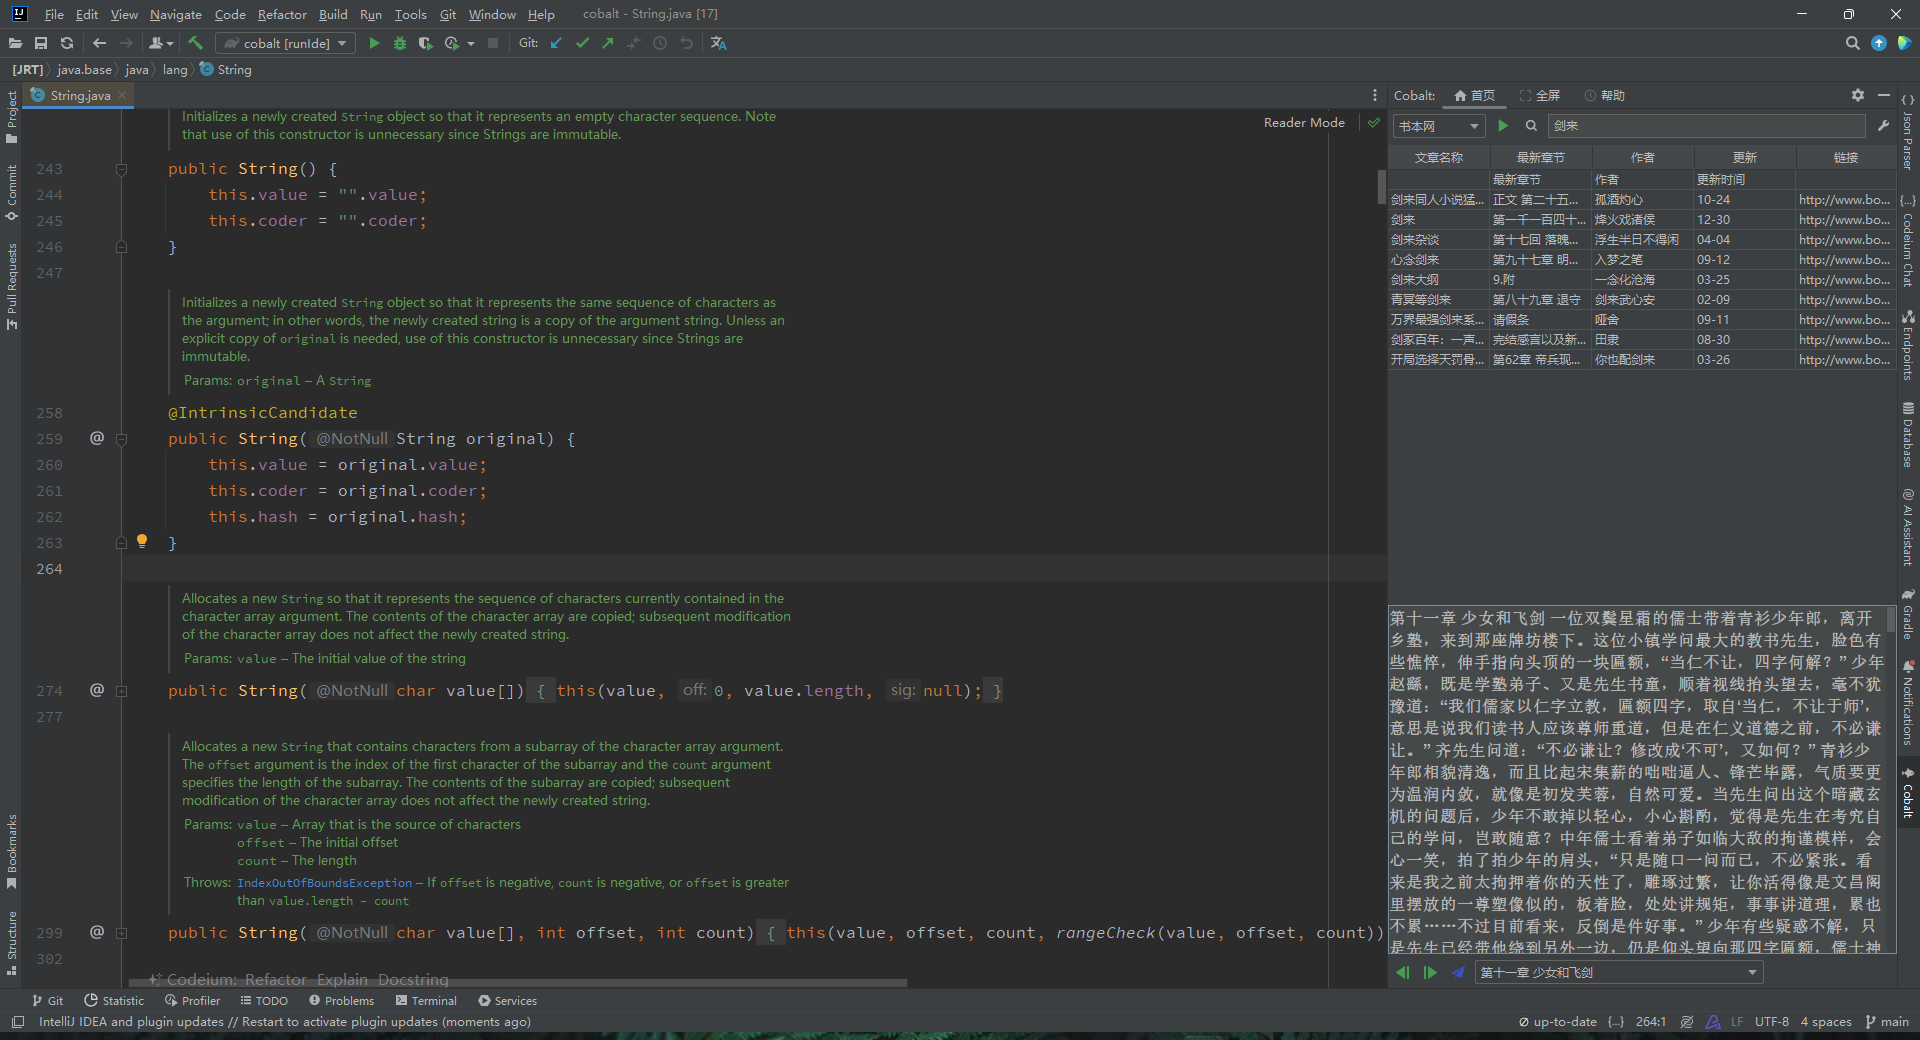 File Edit View Navigate Code Refactor Build Run Tools Git Window Help cobalt - String.java [17]
cobalt [runIde] Git:
[JRT] java.base java lang String
String.java
Project
Commit
Pull Requests
Bookmarks
Structure
Initializes a newly created String object so that it represents an empty character sequence. Note
that use of this constructor is unnecessary since Strings are immutable.
Reader Mode
243 public String() {
244 this.value = "".value;
245 this.coder = "".coder;
246 }
247
Initializes a newly created String object so that it represents the same sequence of characters as
the argument; in other words, the newly created string is a copy of the argument string. Unless an
explicit copy of original is needed, use of this constructor is unnecessary since Strings are
immutable.
Params: original – A String
258 @IntrinsicCandidate
259 @ public String( @NotNull String original) {
260 this.value = original.value;
261 this.coder = original.coder;
262 this.hash = original.hash;
263 }
264
Allocates a new String so that it represents the sequence of characters currently contained in the
character array argument. The contents of the character array are copied; subsequent modification
of the character array does not affect the newly created string.
Params: value – The initial value of the string
274 @ public String( @NotNull char value[]) { this(value, off: 0, value.length, sig: null); }
277
Allocates a new String that contains characters from a subarray of the character array argument.
The offset argument is the index of the first character of the subarray and the count argument
specifies the length of the subarray. The contents of the subarray are copied; subsequent
modification of the character array does not affect the newly created string.
Params: value – Array that is the source of characters
offset – The initial offset
count – The length
Throws: IndexOutOfBoundsException – If offset is negative, count is negative, or offset is greater
than value.length - count
299 @ public String( @NotNull char value[], int offset, int count) { this(value, offset, count, rangeCheck(value, offset, count))
302
Codeium: Refactor Explain Docstring
Cobalt: 首页 全屏 帮助
书本网 剑来
文章名称 最新章节 作者 更新 链接
最新章节 作者 更新时间
剑来同人小说猛... 正文 第二十五... 孤酒灼心 10-24 http://www.bo...
剑来 第一千一百四十... 烽火戏诸侯 12-30 http://www.bo...
剑来杂谈 第十七回 落魄... 浮生半日不得闲 04-04 http://www.bo...
心念剑来 第九十七章 明... 入梦之笔 09-12 http://www.bo...
剑来大纲 9.附 一念化沧海 03-25 http://www.bo...
青冥等剑来 第八十九章 退守 剑来武心安 02-09 http://www.bo...
万界最强剑来系... 请假条 哑舍 09-11 http://www.bo...
剑家百年：一声... 完结感言以及新... 田隶 08-30 http://www.bo...
开局选择天罚骨... 第62章 帝兵现... 你也配剑来 03-26 http://www.bo...
第十一章 少女和飞剑 一位双鬓星霜的儒士带着青衫少年郎，离开
乡塾，来到那座牌坊楼下。这位小镇学问最大的教书先生，脸色有
些憔悴，伸手指向头顶的一块匾额，“当仁不让，四字何解？”少年
赵繇，既是学塾弟子、又是先生书童，顺着视线抬头望去，毫不犹
豫道：“我们儒家以仁字立教，匾额四字，取自‘当仁，不让于师’，
意思是说我们读书人应该尊师重道，但是在仁义道德之前，不必谦
让。”齐先生问道：“不必谦让？修改成‘不可’，又如何？”青衫少
年郎相貌清逸，而且比起宋集薪的咄咄逼人、锋芒毕露，气质要更
为温润内敛，就像是初发芙蓉，自然可爱。当先生问出这个暗藏玄
机的问题后，少年不敢掉以轻心，小心斟酌，觉得是先生在考究自
己的学问，岂敢随意？中年儒士看着弟子如临大敌的拘谨模样，会
心一笑，拍了拍少年的肩头，“只是随口一问而已，不必紧张。看
来是我之前太拘押着你的天性了，雕琢过繁，让你活得像是文昌阁
里摆放的一尊塑像似的，板着脸，处处讲规矩，事事讲道理，累也
不累……不过目前看来，反倒是件好事。”少年有些疑惑不解，只
是先生已经带他绕到另外一边，仍是仰头望向那四字匾额，儒士神
第十一章 少女和飞剑
Json Parser
Codeium Chat
Endpoints
Database
AI Assistant
Gradle
Notifications
Cobalt
Git Statistic Profiler TODO Problems Terminal Services
IntelliJ IDEA and plugin updates // Restart to activate plugin updates (moments ago) up-to-date {...} 264:1 LF UTF-8 4 spaces main